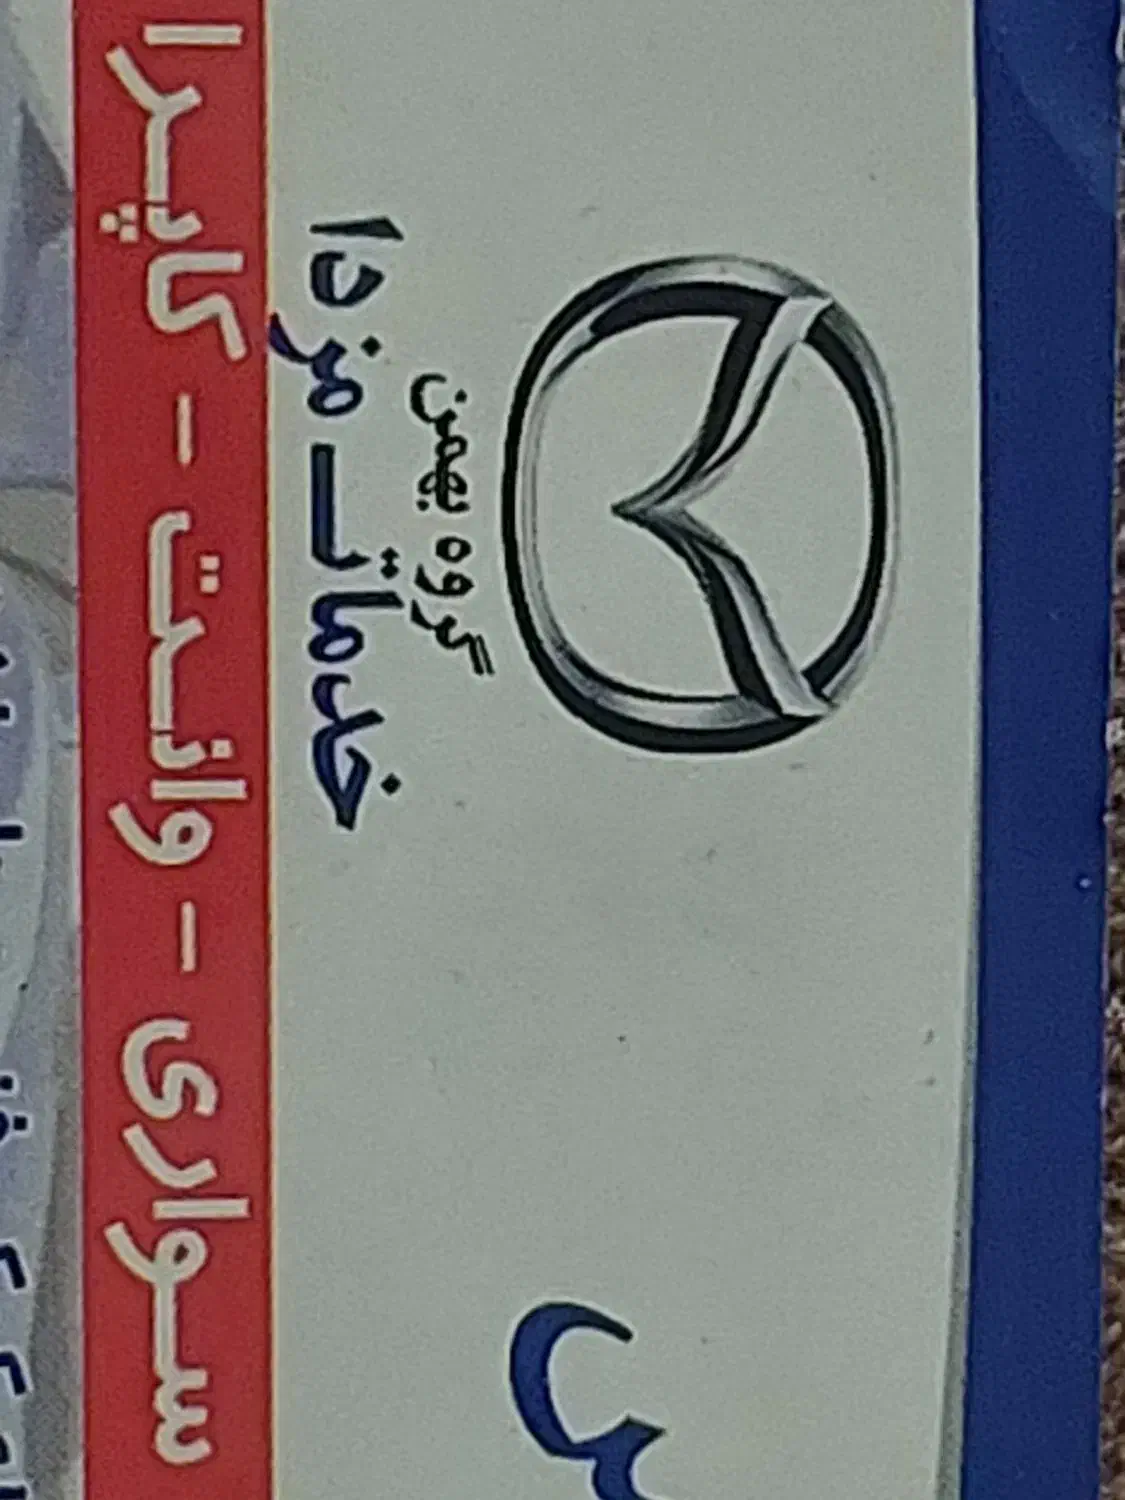 گروه بهمن
خدمات مزدا
سواری - وانت - کاپرا